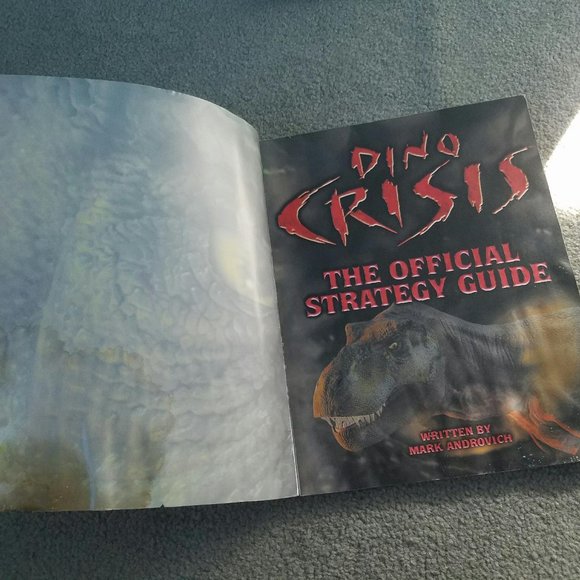 DINO
CRISIS
THE OFFICIAL
STRATEGY GUIDE
WRITTEN BY
MARK ANDROVICH